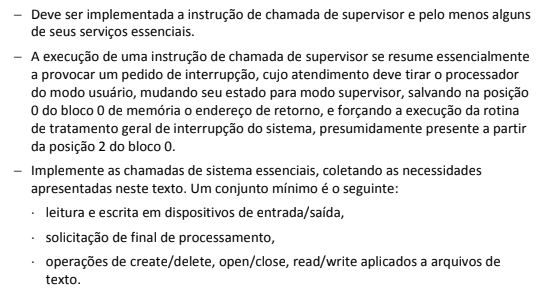 – Deve ser implementada a instrução de chamada de supervisor e pelo menos alguns
de seus serviços essenciais.
– A execução de uma instrução de chamada de supervisor se resume essencialmente
a provocar um pedido de interrupção, cujo atendimento deve tirar o processador
do modo usuário, mudando seu estado para modo supervisor, salvando na posição
0 do bloco 0 de memória o endereço de retorno, e forçando a execução da rotina
de tratamento geral de interrupção do sistema, presumidamente presente a partir
da posição 2 do bloco 0.
– Implemente as chamadas de sistema essenciais, coletando as necessidades
apresentadas neste texto. Um conjunto mínimo é o seguinte:
· leitura e escrita em dispositivos de entrada/saída,
· solicitação de final de processamento,
· operações de create/delete, open/close, read/write aplicados a arquivos de
texto.